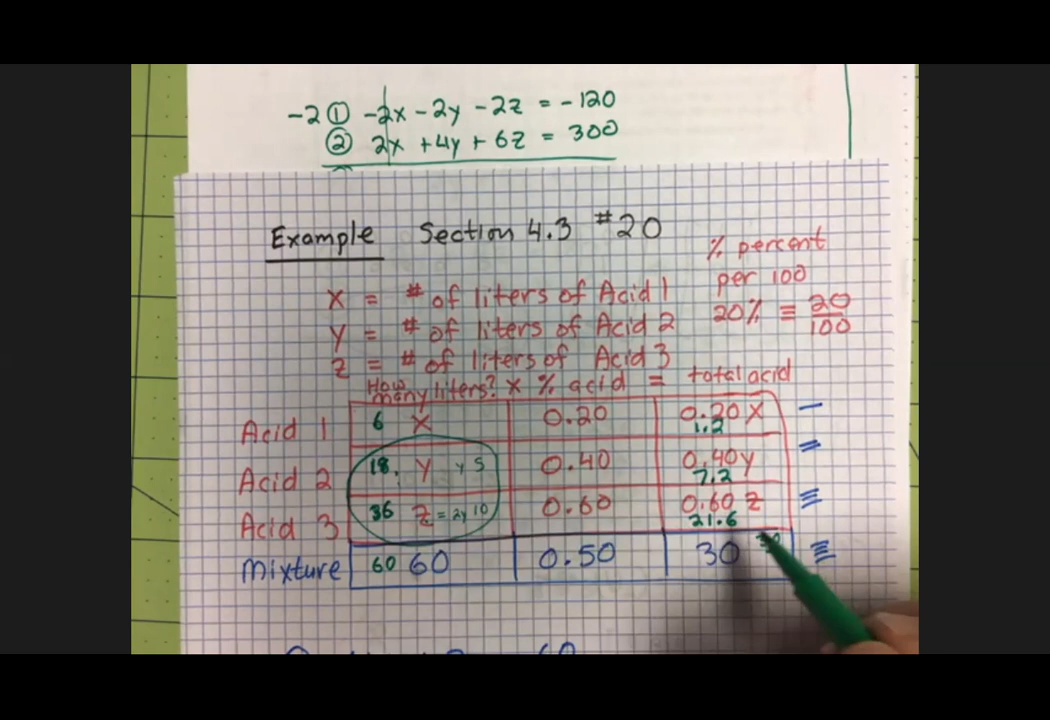 -2 ① -2x - 2y - 2z = -120
② 2x + 4y + 6z = 300
Example Section 4.3 #20
% percent
per 100
20% ≡ 20/100
X = # of liters of Acid 1
Y = # of liters of Acid 2
Z = # of liters of Acid 3
How many liters? x % acid = total acid
Acid 1 6 X 0.20 0.20 X 1.2
Acid 2 18 Y y 5 0.40 0.40y 7.2
Acid 3 36 Z = 2y 10 0.60 0.60 Z 21.6
Mixture 60 60 0.50 30 30